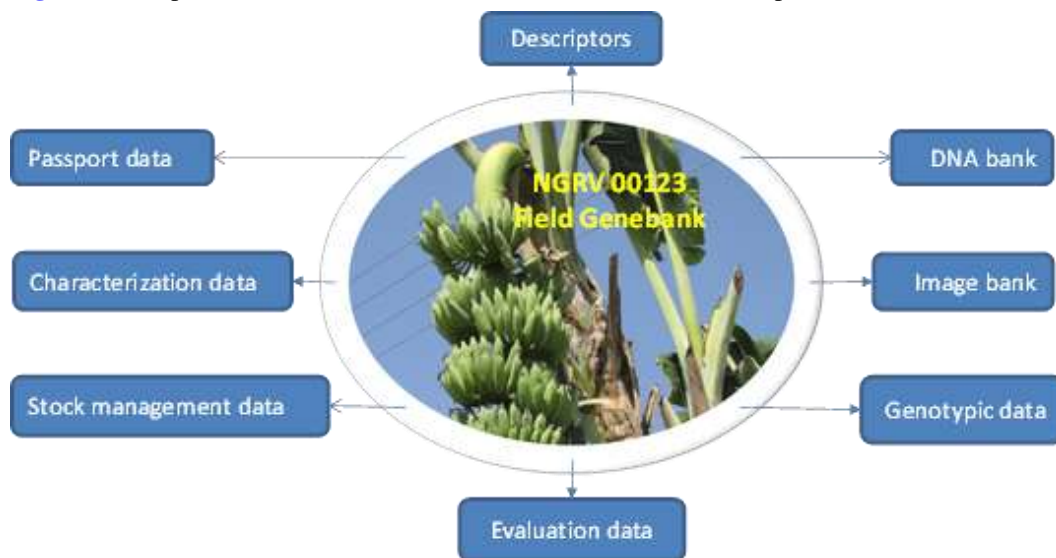 Descriptors
Passport data
DNA bank
NGRV 00123
Field Genebank
Characterization data
Image bank
Stock management data
Genotypic data
Evaluation data